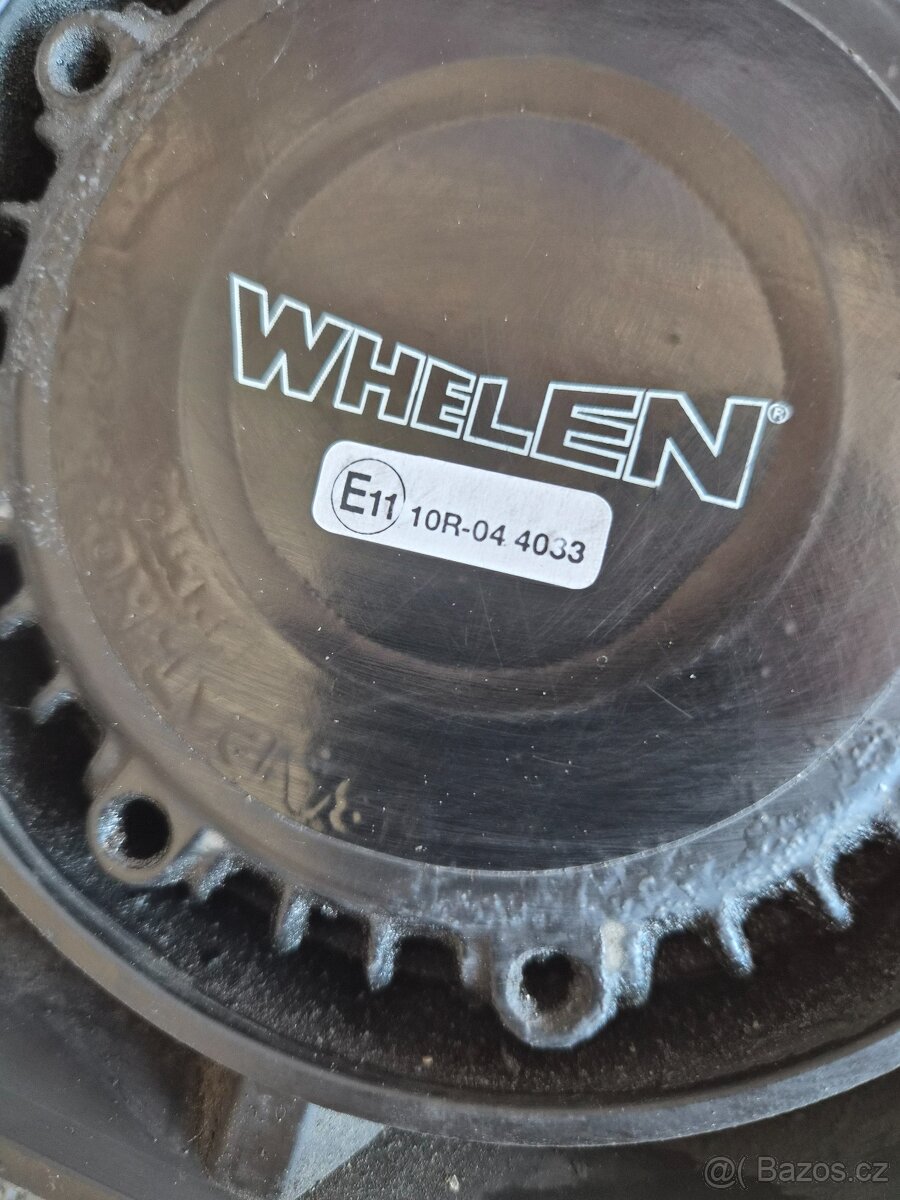 WHELEN®
E11 10R-04 4033
@( Bazos.cz